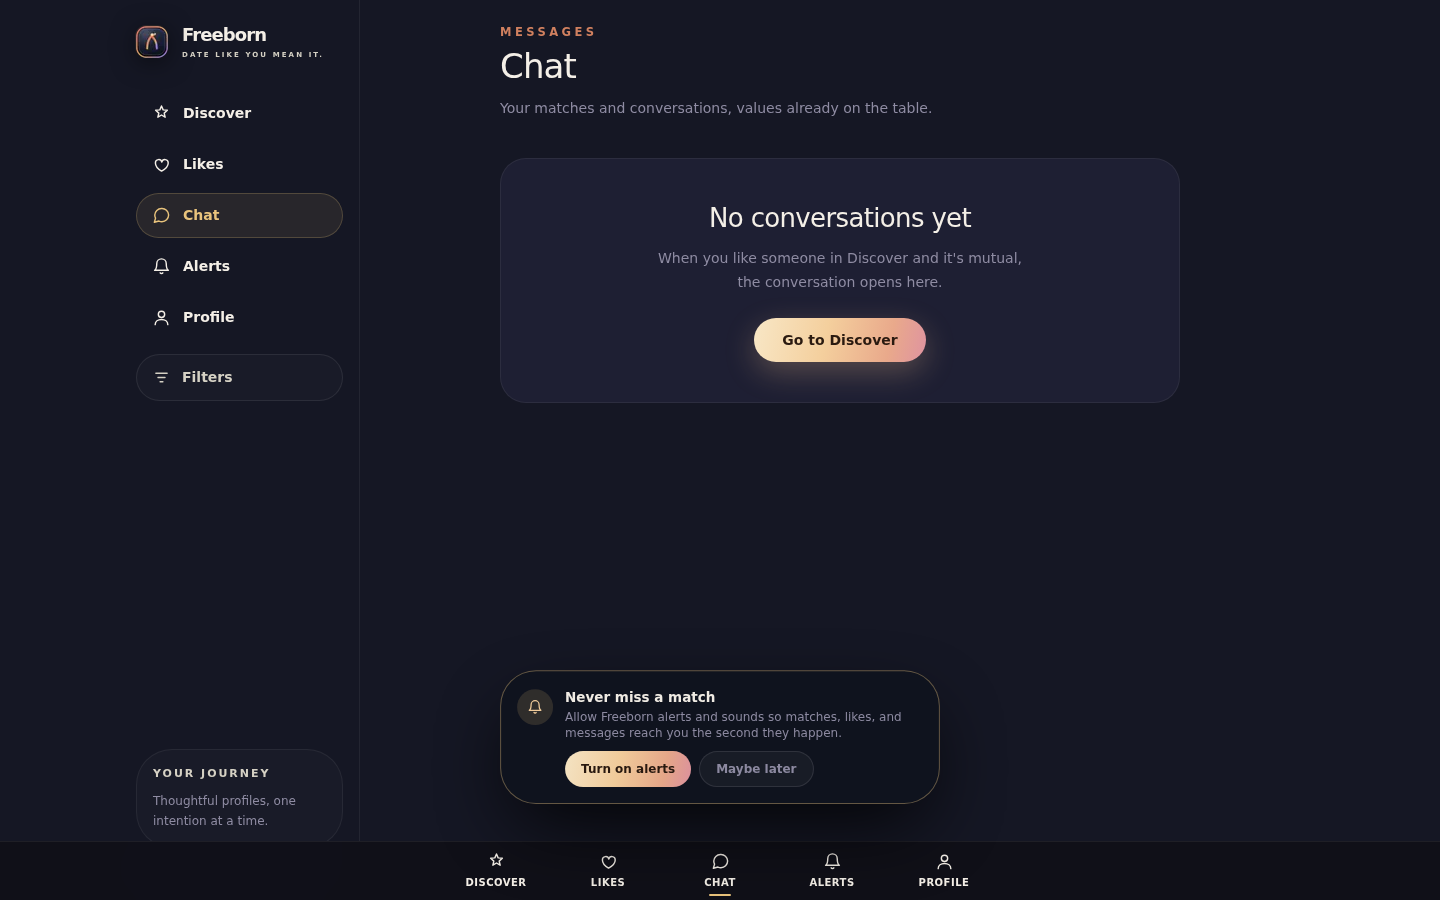 Freeborn
DATE LIKE YOU MEAN IT.
Discover
Likes
Chat
Alerts
Profile
Filters
YOUR JOURNEY
Thoughtful profiles, one
intention at a time.
MESSAGES
Chat
Your matches and conversations, values already on the table.
No conversations yet
When you like someone in Discover and it's mutual,
the conversation opens here.
Go to Discover
Never miss a match
Allow Freeborn alerts and sounds so matches, likes, and
messages reach you the second they happen.
Turn on alerts
Maybe later
DISCOVER
LIKES
CHAT
ALERTS
PROFILE